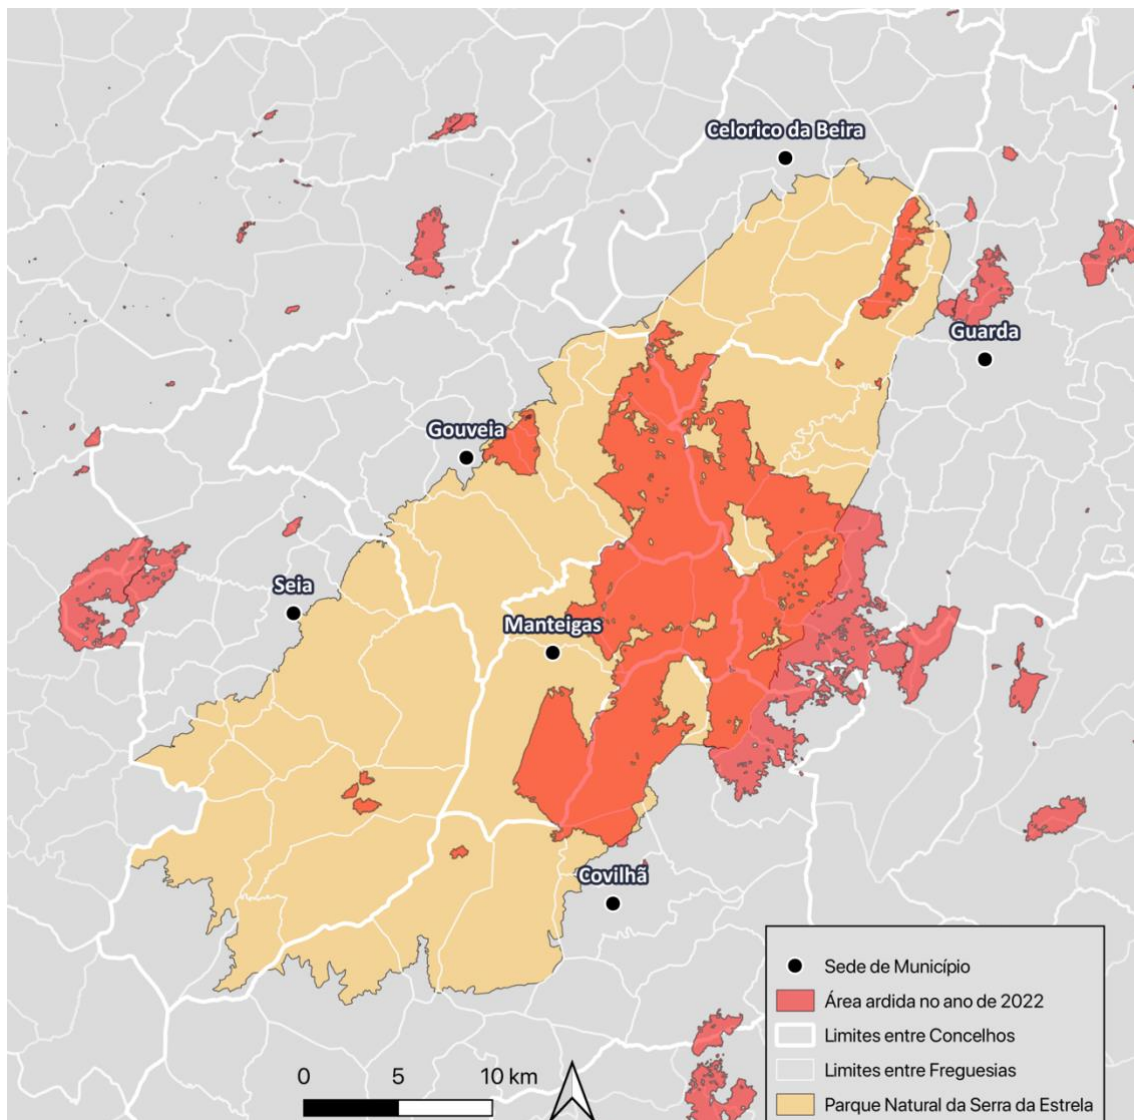 Celorico da Beira
Guarda
Gouveia
Seia
Manteigas
Covilhã
Sede de Município
Área ardida no ano de 2022
Limites entre Concelhos
Limites entre Freguesias
Parque Natural da Serra da Estrela
0 5 10 km